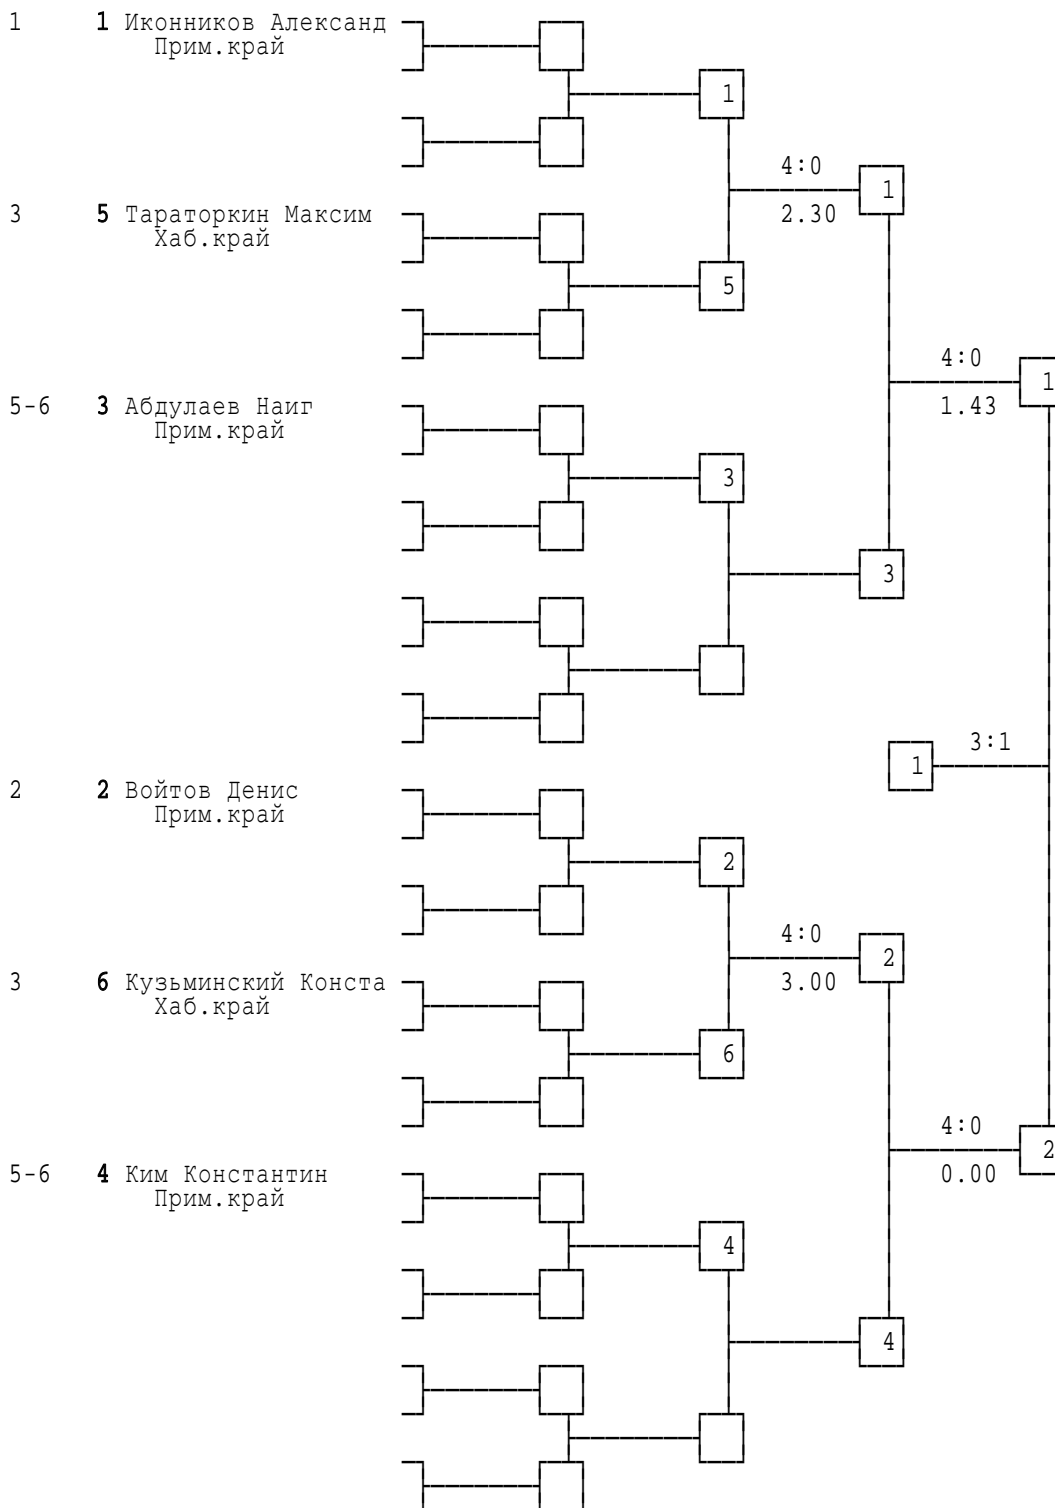 1 1 Иконников Александ
Прим.край
1
4:0
1
2.30
3 5 Тараторкин Максим
Хаб.край
5
4:0
1
1.43
5-6 3 Абдулаев Наиг
Прим.край
3
3
3:1
1
2 2 Войтов Денис
Прим.край
2
4:0
2
3.00
3 6 Кузьминский Конста
Хаб.край
6
4:0
2
0.00
5-6 4 Ким Константин
Прим.край
4
4